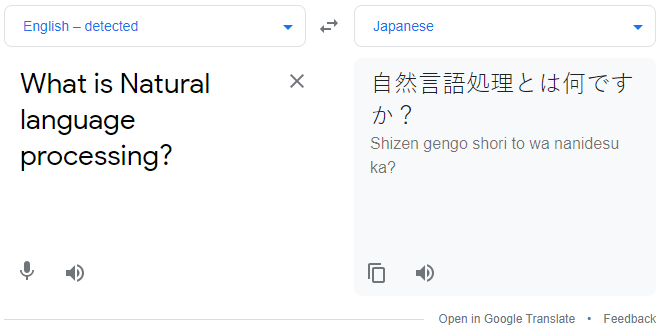 English – detected
Japanese
What is Natural
language
processing?
自然言語処理とは何です
か？
Shizen gengo shori to wa nanidesu
ka?
Open in Google Translate • Feedback